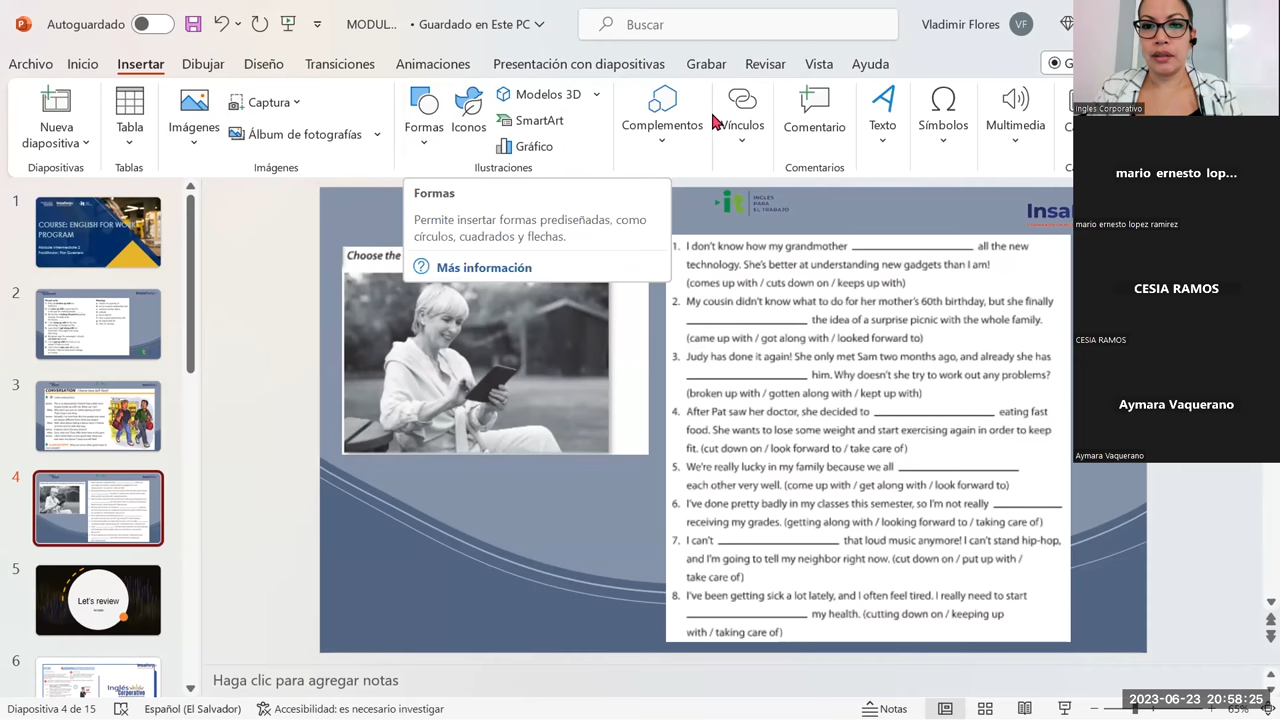 Autoguardado
MODUL... • Guardado en Este PC
Buscar
Vladimir Flores
VF
Archivo
Inicio
Insertar
Dibujar
Diseño
Transiciones
Animacion
Presentación con diapositivas
Grabar
Revisar
Vista
Ayuda
Nueva
diapositiva
Diapositivas
Tabla
Tablas
Imágenes
Captura
Álbum de fotografías
Imágenes
Formas
Iconos
Modelos 3D
SmartArt
Gráfico
Ilustraciones
Complementos
Vínculos
Comentario
Comentarios
Texto
Símbolos
Multimedia
Formas
Permite insertar formas prediseñadas, como
círculos, cuadrados y flechas.
Más información
1
COURSE: ENGLISH FOR WORK
PROGRAM
2
3
CONVERSATION
4
5
Let's review
6
Inglés
Corporativo
it INGLES
PARA
EL TRABAJO
Insa
Choose the
1. I don't know how my grandmother ____________ all the new
technology. She's better at understanding new gadgets than I am!
(comes up with / cuts down on / keeps up with)
2. My cousin didn't know what to do for her mother's 60th birthday, but she finally
____________ the idea of a surprise picnic with the whole family.
(came up with / got along with / looked forward to)
3. Judy has done it again! She only met Sam two months ago, and already she has
____________ him. Why doesn't she try to work out any problems?
(broken up with / gotten along with / kept up with)
4. After Pat saw her doctor, she decided to ____________ eating fast
food. She wants to lose some weight and start exercising again in order to keep
fit. (cut down on / look forward to / take care of)
5. We're really lucky in my family because we all ____________
each other very well. (come up with / get along with / look forward to)
6. I've done pretty badly in my classes this semester, so I'm not really ____________
receiving my grades. (getting along with / looking forward to / taking care of)
7. I can't ____________ that loud music anymore! I can't stand hip-hop,
and I'm going to tell my neighbor right now. (cut down on / put up with /
take care of)
8. I've been getting sick a lot lately, and I often feel tired. I really need to start
____________ my health. (cutting down on / keeping up
with / taking care of)
Ingles Corporativo
mario ernesto lop...
mario ernesto lopez ramirez
CESIA RAMOS
CESIA RAMOS
Aymara Vaquerano
Aymara Vaquerano
Haga clic para agregar notas
Diapositiva 4 de 15
Español (El Salvador)
Accesibilidad: es necesario investigar
Notas
65%
2023-06-23 20:58:25